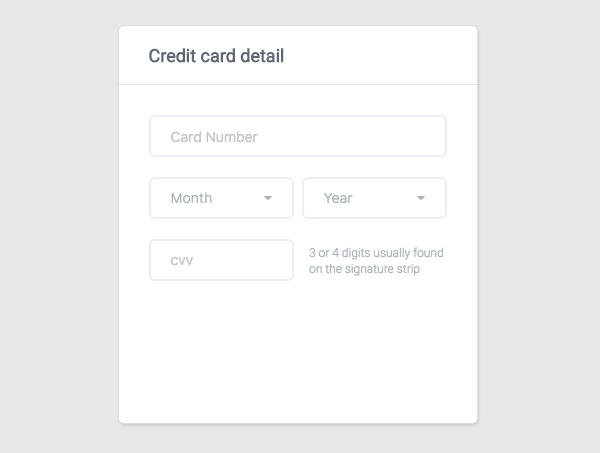 Credit card detail
Card Number
Month
Year
CVV
3 or 4 digits usually found
on the signature strip